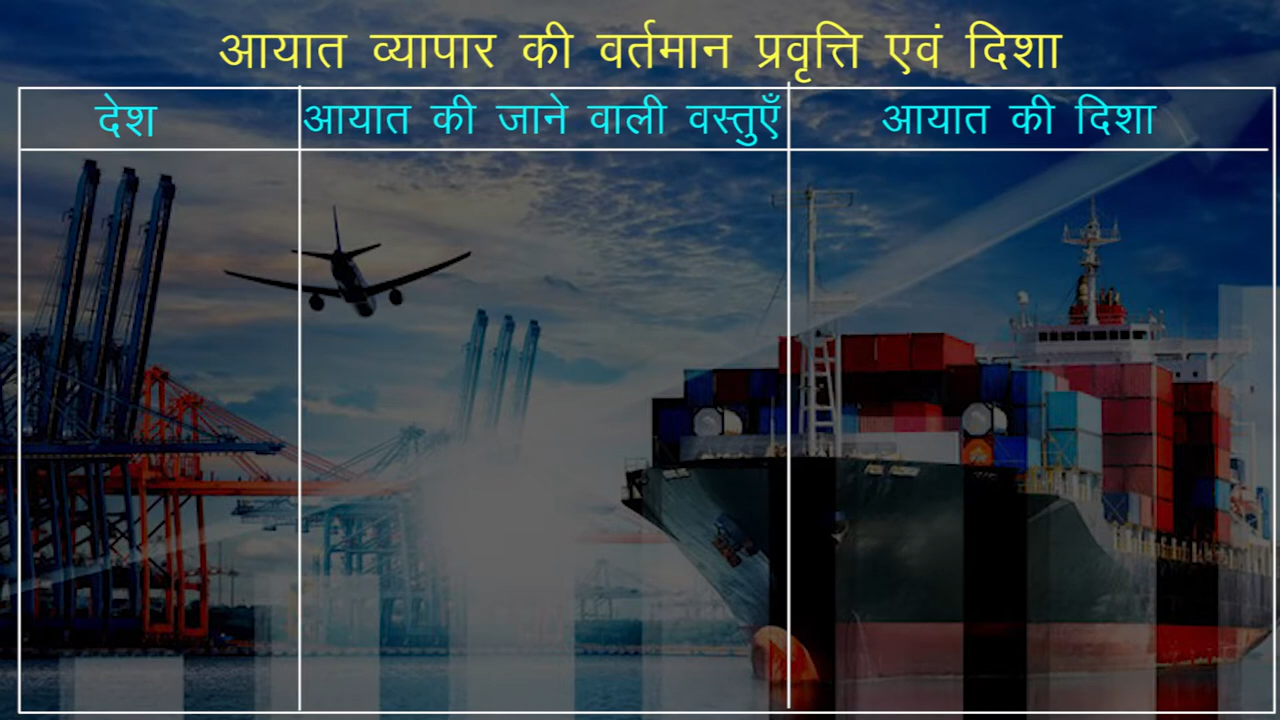 आयात व्यापार की वर्तमान प्रवृत्ति एवं दिशा
देश आयात की जाने वाली वस्तुएँ आयात की दिशा